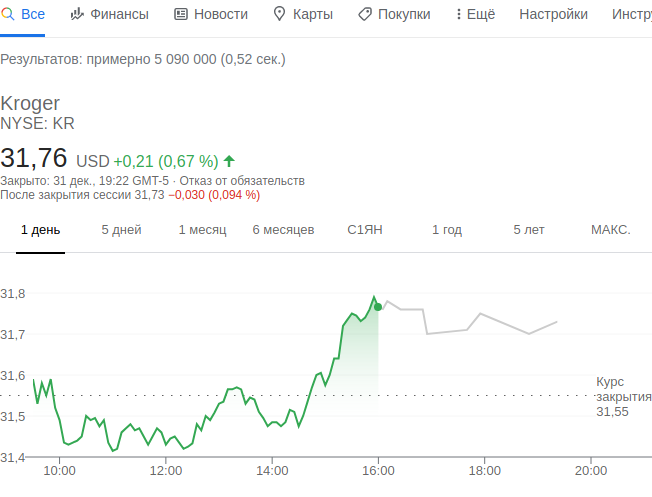 Все Финансы Новости Карты Покупки Ещё Настройки Инстру
Результатов: примерно 5 090 000 (0,52 сек.)
Kroger
NYSE: KR
31,76 USD +0,21 (0,67 %)
Закрыто: 31 дек., 19:22 GMT-5 · Отказ от обязательств
После закрытия сессии 31,73 −0,030 (0,094 %)
1 день 5 дней 1 месяц 6 месяцев С1ЯН 1 год 5 лет МАКС.
31,8
31,7
31,6
31,5
31,4
Курс
закрытия
31,55
10:00 12:00 14:00 16:00 18:00 20:00